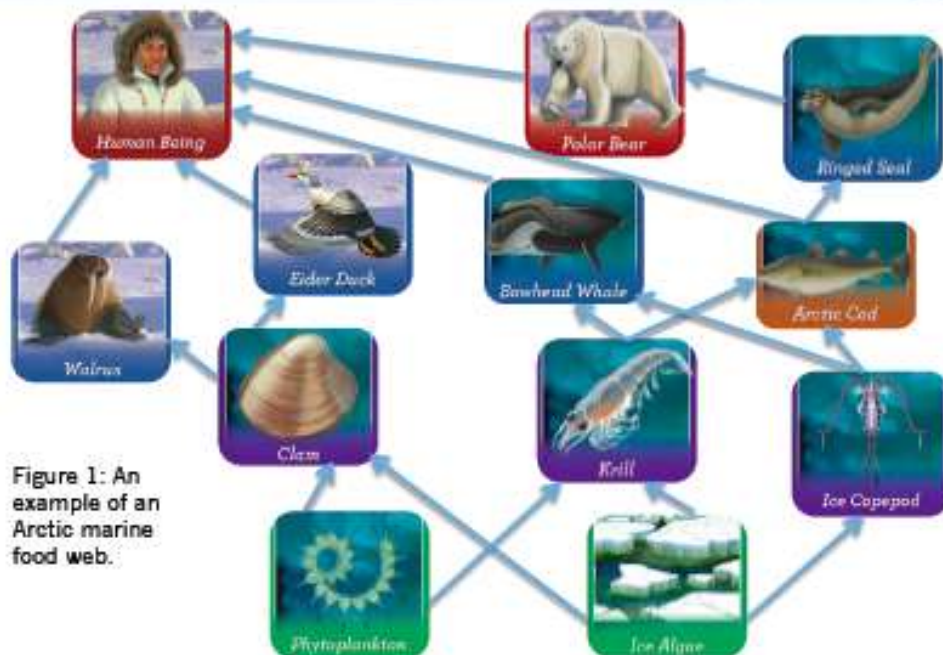 Human Being
Polar Bear
Ringed Seal
Eider Duck
Bowhead Whale
Arctic Cod
Walrus
Clam
Krill
Ice Copepod
Figure 1: An
example of an
Arctic marine
food web.
Phytoplankton
Ice Algae